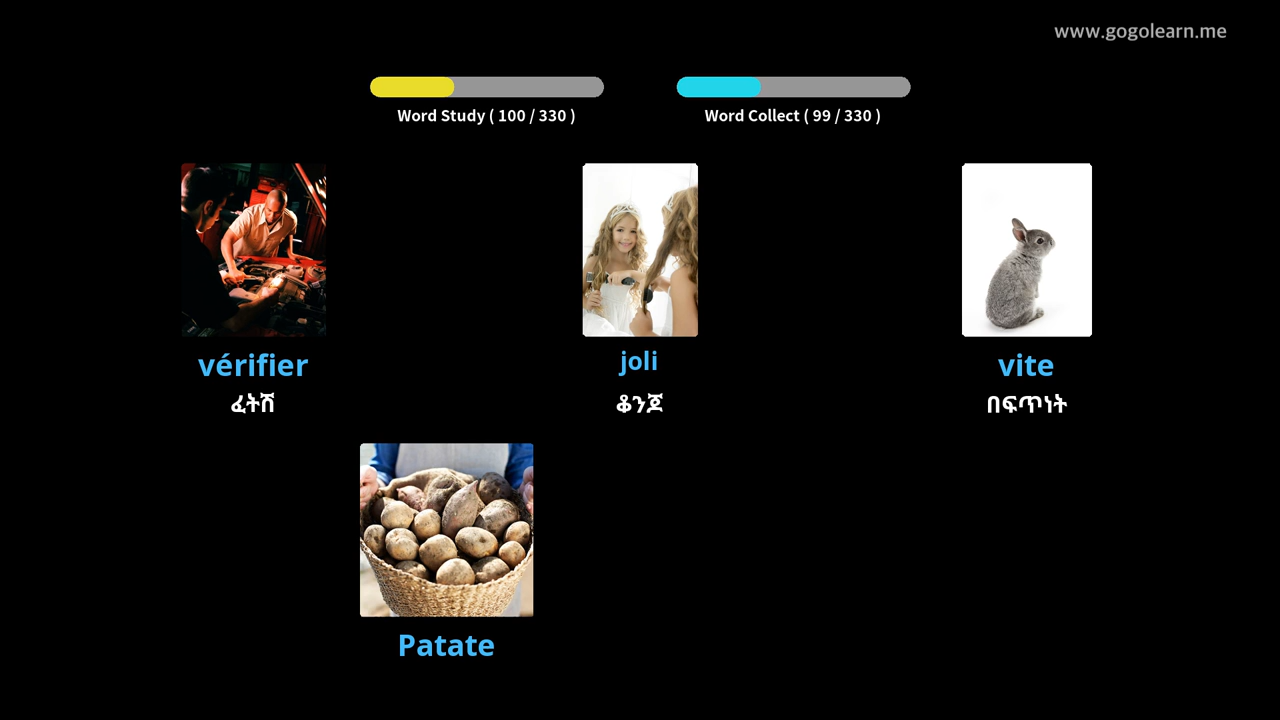 www.gogolearn.me
Word Study ( 100 / 330 )
Word Collect ( 99 / 330 )
vérifier
joli
vite
ፈትሽ
ቆንጆ
በፍጥነት
Patate